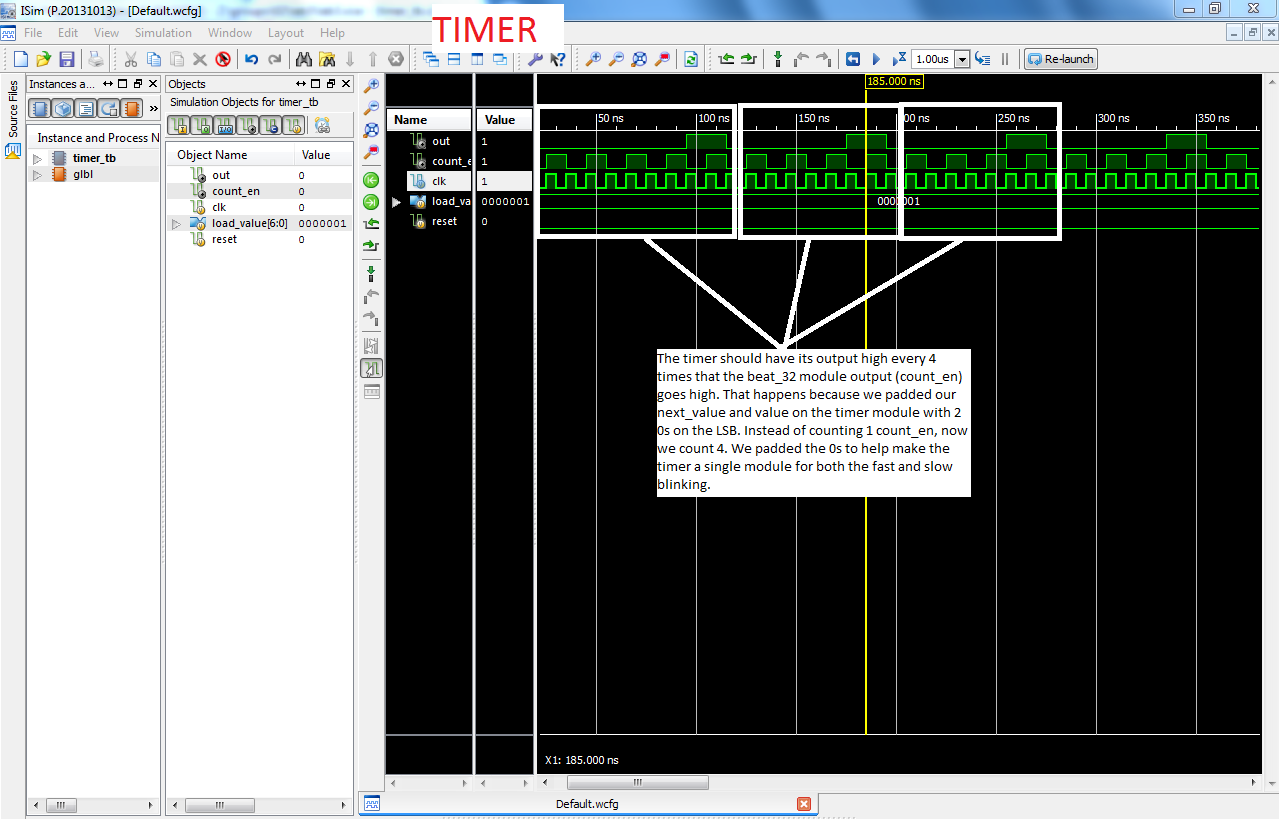 ISim (P.20131013) - [Default.wcfg]
TIMER
File Edit View Simulation Window Layout Help
1.00us
Re-launch
Source Files
Instances a...
Instance and Process N
timer_tb
glbl
Objects
Simulation Objects for timer_tb
Object Name Value
out 0
count_en 0
clk 0
load_value[6:0] 0000001
reset 0
Name Value
out 1
count_e 1
clk 1
load_va 0000001
reset 0
185.000 ns
50 ns 100 ns 150 ns 00 ns 250 ns 300 ns 350 ns
0000001
The timer should have its output high every 4
times that the beat_32 module output (count_en)
goes high. That happens because we padded our
next_value and value on the timer module with 2
0s on the LSB. Instead of counting 1 count_en, now
we count 4. We padded the 0s to help make the
timer a single module for both the fast and slow
blinking.
X1: 185.000 ns
Default.wcfg